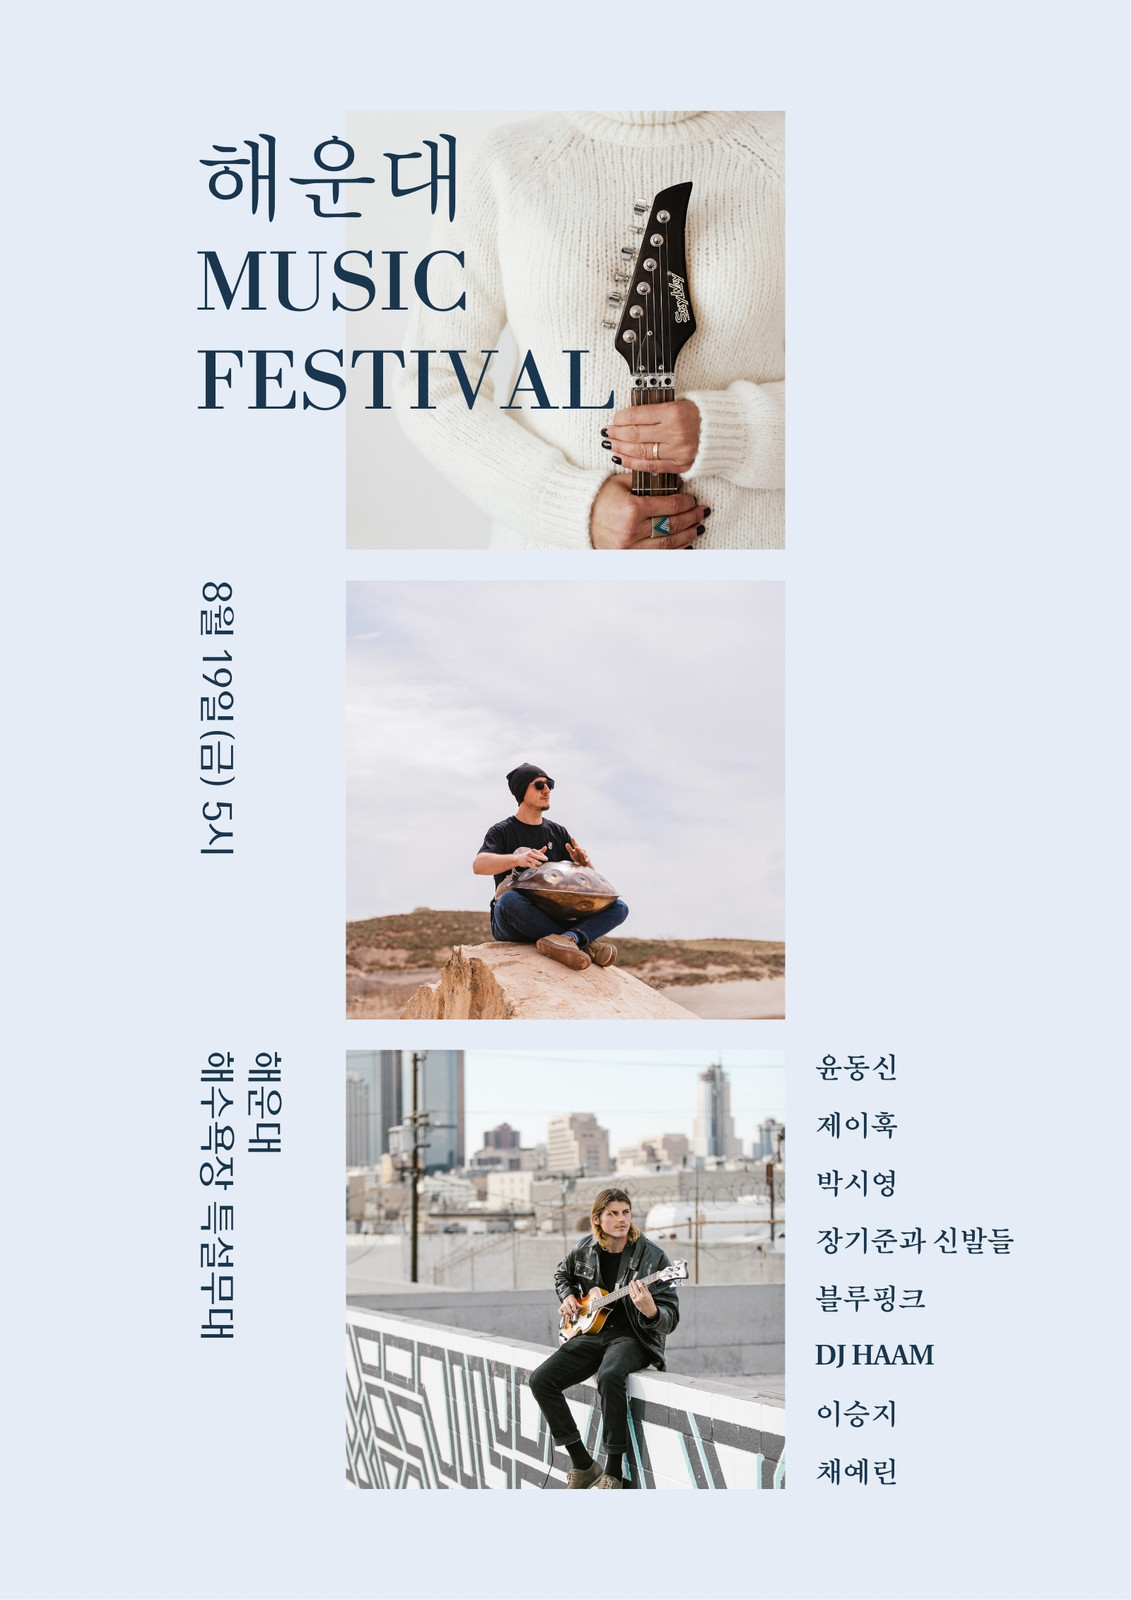 해운대
MUSIC
FESTIVAL
8월 19일(금) 5시
해운대
해수욕장 특설무대
윤동신
제이훅
박시영
장기준과 신발들
블루핑크
DJ HAAM
이승지
채예린